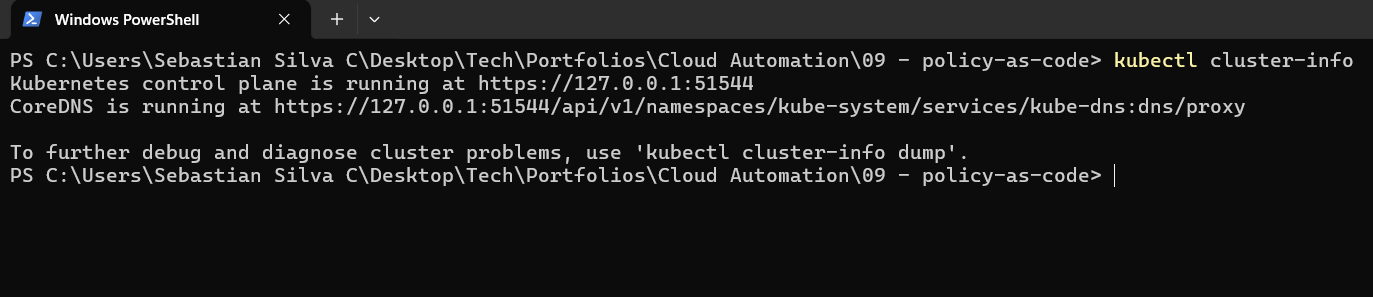 Windows PowerShell
PS C:\Users\Sebastian Silva C\Desktop\Tech\Portfolios\Cloud Automation\09 - policy-as-code> kubectl cluster-info
Kubernetes control plane is running at https://127.0.0.1:51544
CoreDNS is running at https://127.0.0.1:51544/api/v1/namespaces/kube-system/services/kube-dns:dns/proxy

To further debug and diagnose cluster problems, use 'kubectl cluster-info dump'.
PS C:\Users\Sebastian Silva C\Desktop\Tech\Portfolios\Cloud Automation\09 - policy-as-code>